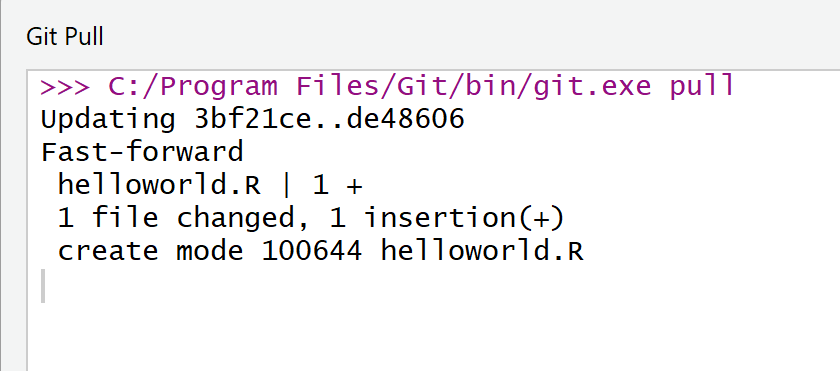 Git Pull
>>> C:/Program Files/Git/bin/git.exe pull
Updating 3bf21ce..de48606
Fast-forward
 helloworld.R | 1 +
 1 file changed, 1 insertion(+)
 create mode 100644 helloworld.R